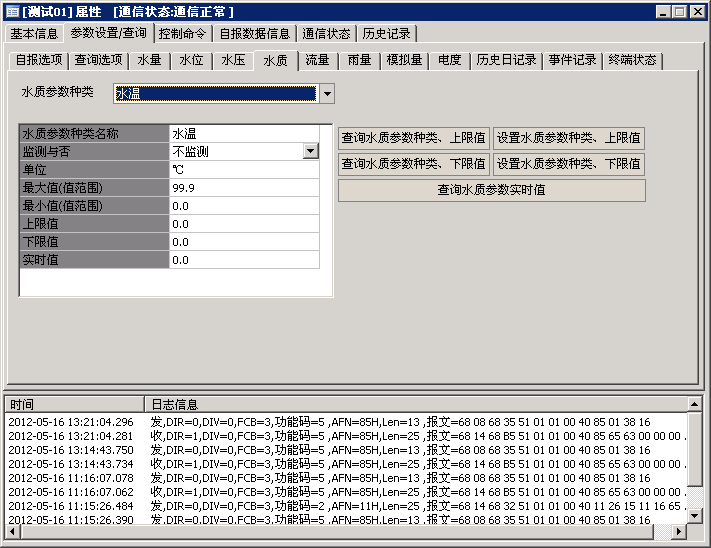 [测试01] 属性 [通信状态:通信正常 ]
基本信息 参数设置/查询 控制命令 自报数据信息 通信状态 历史记录
自报选项 查询选项 水量 水位 水压 水质 流量 雨量 模拟量 电度 历史日记录 事件记录 终端状态
水质参数种类 水温
水质参数种类名称 水温
监测与否 不监测
单位 ℃
最大值(值范围) 99.9
最小值(值范围) 0.0
上限值 0.0
下限值 0.0
实时值 0.0
查询水质参数种类、上限值 设置水质参数种类、上限值
查询水质参数种类、下限值 设置水质参数种类、下限值
查询水质参数实时值
时间 日志信息
2012-05-16 13:21:04.296 发,DIR=0,DIV=0,FCB=3,功能码=5 ,AFN=85H,Len=13 ,报文=68 08 68 35 51 01 01 00 40 85 01 38 16
2012-05-16 13:21:04.281 收,DIR=1,DIV=0,FCB=3,功能码=5 ,AFN=85H,Len=25 ,报文=68 14 68 B5 51 01 01 00 40 85 65 63 00 00 00 ..
2012-05-16 13:14:43.750 发,DIR=0,DIV=0,FCB=3,功能码=5 ,AFN=85H,Len=13 ,报文=68 08 68 35 51 01 01 00 40 85 01 38 16
2012-05-16 13:14:43.734 收,DIR=1,DIV=0,FCB=3,功能码=5 ,AFN=85H,Len=25 ,报文=68 14 68 B5 51 01 01 00 40 85 65 63 00 00 00 ..
2012-05-16 11:16:07.078 发,DIR=0,DIV=0,FCB=3,功能码=5 ,AFN=85H,Len=13 ,报文=68 08 68 35 51 01 01 00 40 85 01 38 16
2012-05-16 11:16:07.062 收,DIR=1,DIV=0,FCB=3,功能码=5 ,AFN=85H,Len=25 ,报文=68 14 68 B5 51 01 01 00 40 85 65 63 00 00 00 ..
2012-05-16 11:15:26.484 发,DIR=0,DIV=0,FCB=3,功能码=2 ,AFN=11H,Len=25 ,报文=68 14 68 32 51 01 01 00 40 11 26 15 11 16 65 ..
2012-05-16 11:15:26.390 发,DIR=0,DIV=0,FCB=3,功能码=5 ,AFN=85H,Len=13 ,报文=68 08 68 35 51 01 01 00 40 85 01 38 16